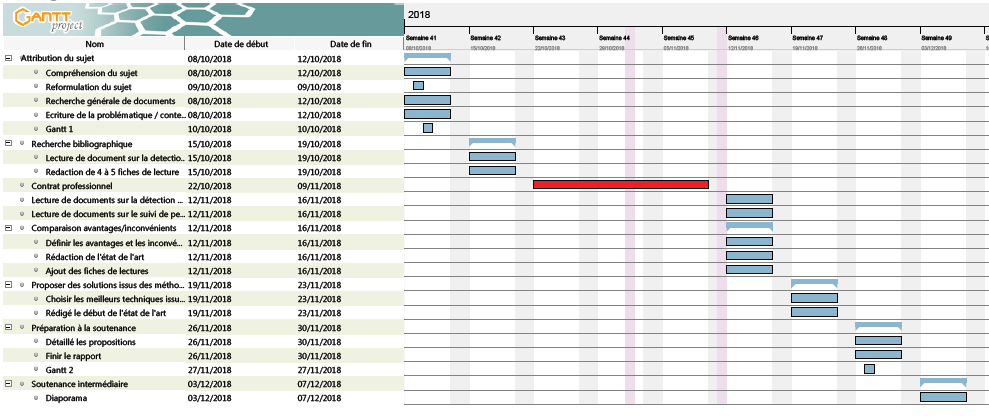 GANTT
project
2018
Semaine 41 Semaine 42 Semaine 43 Semaine 44 Semaine 45 Semaine 46 Semaine 47 Semaine 48 Semaine 49
08/10/2018 15/10/2018 22/10/2018 29/10/2018 05/11/2018 12/11/2018 19/11/2018 26/11/2018 03/12/2018
Nom Date de début Date de fin
Attribution du sujet 08/10/2018 12/10/2018
Compréhension du sujet 08/10/2018 12/10/2018
Reformulation du sujet 09/10/2018 09/10/2018
Recherche générale de documents 08/10/2018 12/10/2018
Ecriture de la problématique / conte... 08/10/2018 12/10/2018
Gantt 1 10/10/2018 10/10/2018
Recherche bibliographique 15/10/2018 19/10/2018
Lecture de document sur la detectio... 15/10/2018 19/10/2018
Redaction de 4 à 5 fiches de lecture 15/10/2018 19/10/2018
Contrat professionnel 22/10/2018 09/11/2018
Lecture de documents sur la détection ... 12/11/2018 16/11/2018
Lecture de documents sur le suivi de pe... 12/11/2018 16/11/2018
Comparaison avantages/inconvénients 12/11/2018 16/11/2018
Définir les avantages et les inconvé... 12/11/2018 16/11/2018
Rédaction de l'état de l'art 12/11/2018 16/11/2018
Ajout des fiches de lectures 12/11/2018 16/11/2018
Proposer des solutions issus des métho... 19/11/2018 23/11/2018
Choisir les meilleurs techniques issu... 19/11/2018 23/11/2018
Rédigé le début de l'état de l'art 19/11/2018 23/11/2018
Préparation à la soutenance 26/11/2018 30/11/2018
Détaillé les propositions 26/11/2018 30/11/2018
Finir le rapport 26/11/2018 30/11/2018
Gantt 2 27/11/2018 27/11/2018
Soutenance intermédiaire 03/12/2018 07/12/2018
Diaporama 03/12/2018 07/12/2018